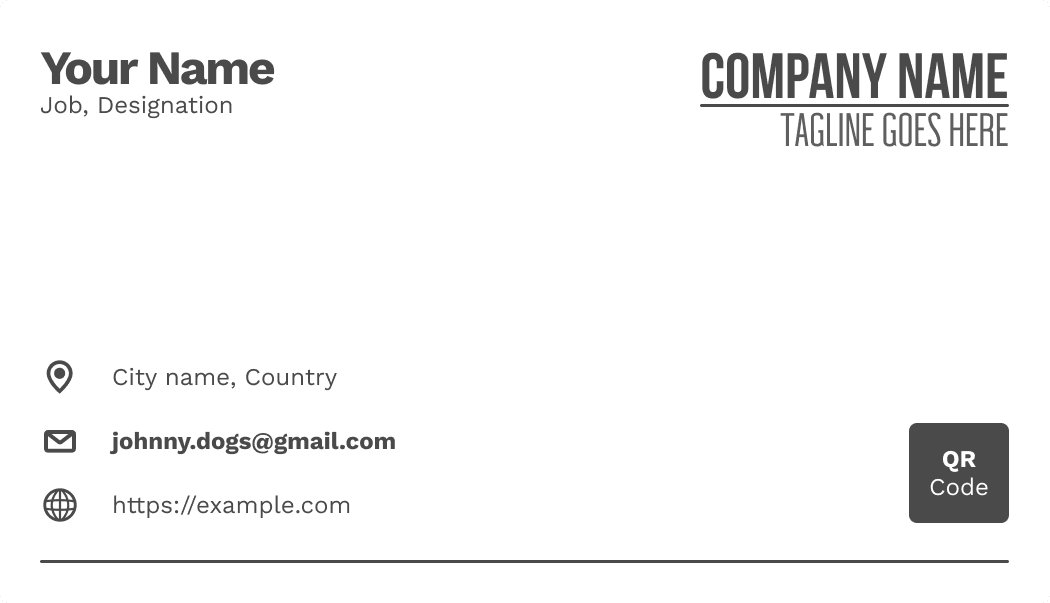 Your Name
Job, Designation
COMPANY NAME
TAGLINE GOES HERE
City name, Country
johnny.dogs@gmail.com
https://example.com
QR
Code